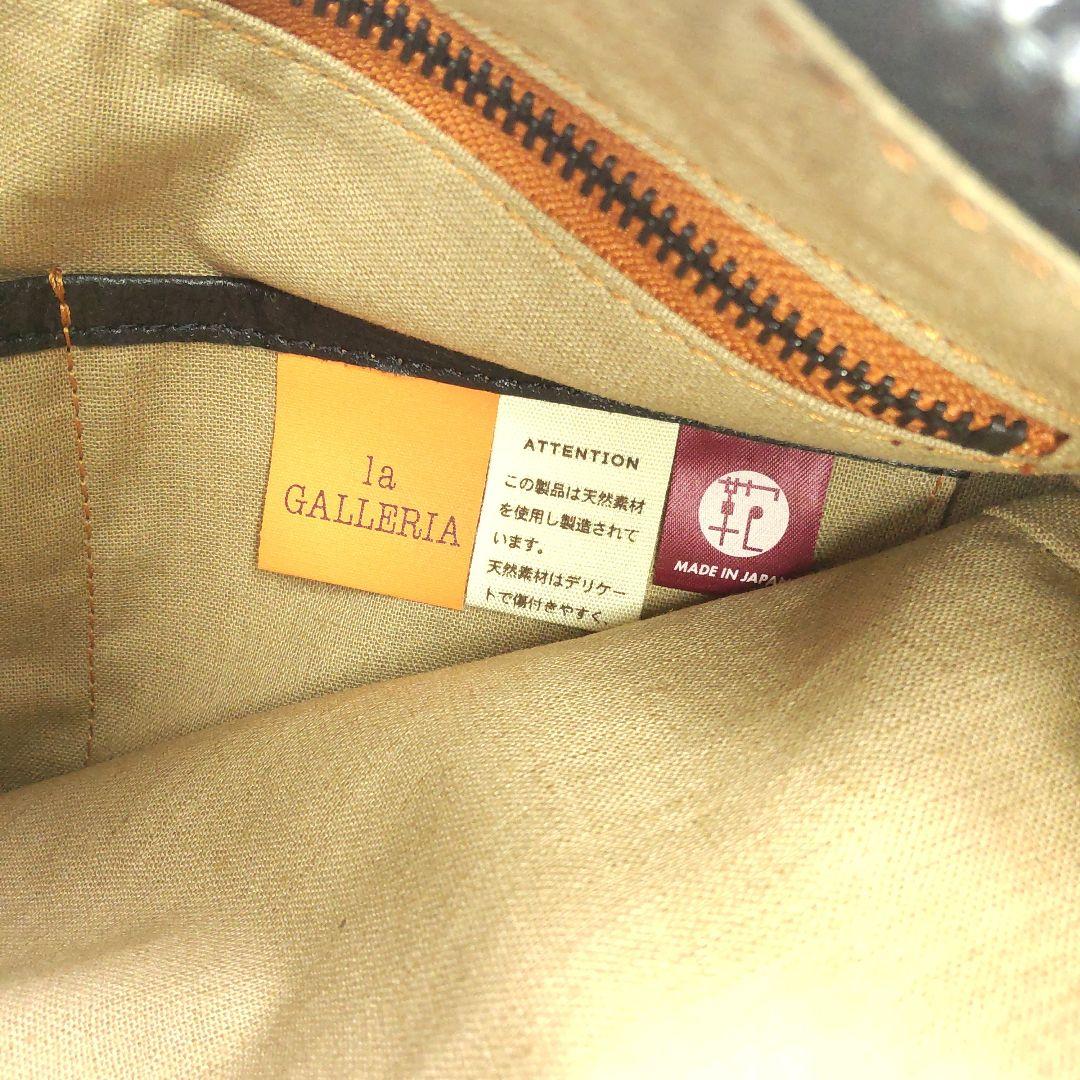 la
GALLERIA
ATTENTION
この製品は天然素材
を使用し製造されて
います。
天然素材はデリケー
トで傷付きやすく
MADE IN JAPAN